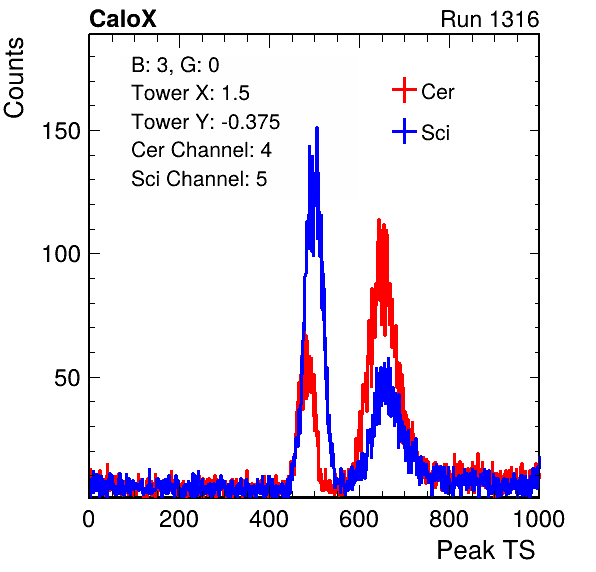 CaloX Run 1316
Counts
B: 3, G: 0
Tower X: 1.5
Tower Y: -0.375
Cer Channel: 4
Sci Channel: 5
Cer
Sci
150
100
50
0 200 400 600 800 1000
Peak TS